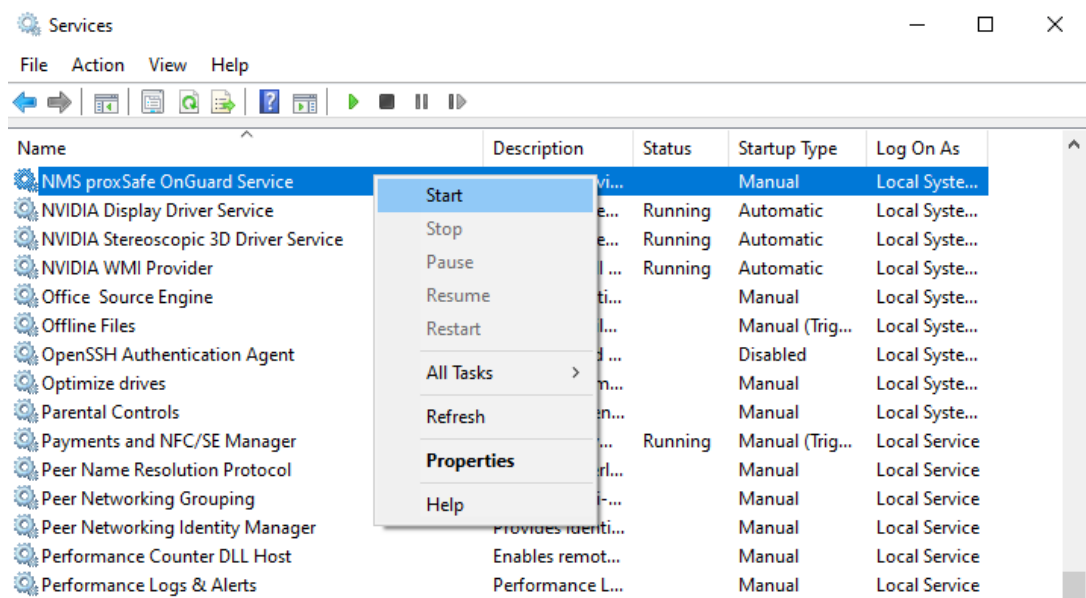 Services
File Action View Help
Name Description Status Startup Type Log On As
NMS proxSafe OnGuard Service vi... Manual Local Syste...
NVIDIA Display Driver Service e... Running Automatic Local Syste...
NVIDIA Stereoscopic 3D Driver Service e... Running Automatic Local Syste...
NVIDIA WMI Provider l ... Running Automatic Local Syste...
Office  Source Engine ti... Manual Local Syste...
Offline Files l... Manual (Trig... Local Syste...
OpenSSH Authentication Agent d ... Disabled Local Syste...
Optimize drives m... Manual Local Syste...
Parental Controls en... Manual Local Syste...
Payments and NFC/SE Manager ... Running Manual (Trig... Local Service
Peer Name Resolution Protocol rl... Manual Local Service
Peer Networking Grouping i-... Manual Local Service
Peer Networking Identity Manager Provides identi... Manual Local Service
Performance Counter DLL Host Enables remot... Manual Local Service
Performance Logs & Alerts Performance L... Manual Local Service
Start
Stop
Pause
Resume
Restart
All Tasks
Refresh
Properties
Help